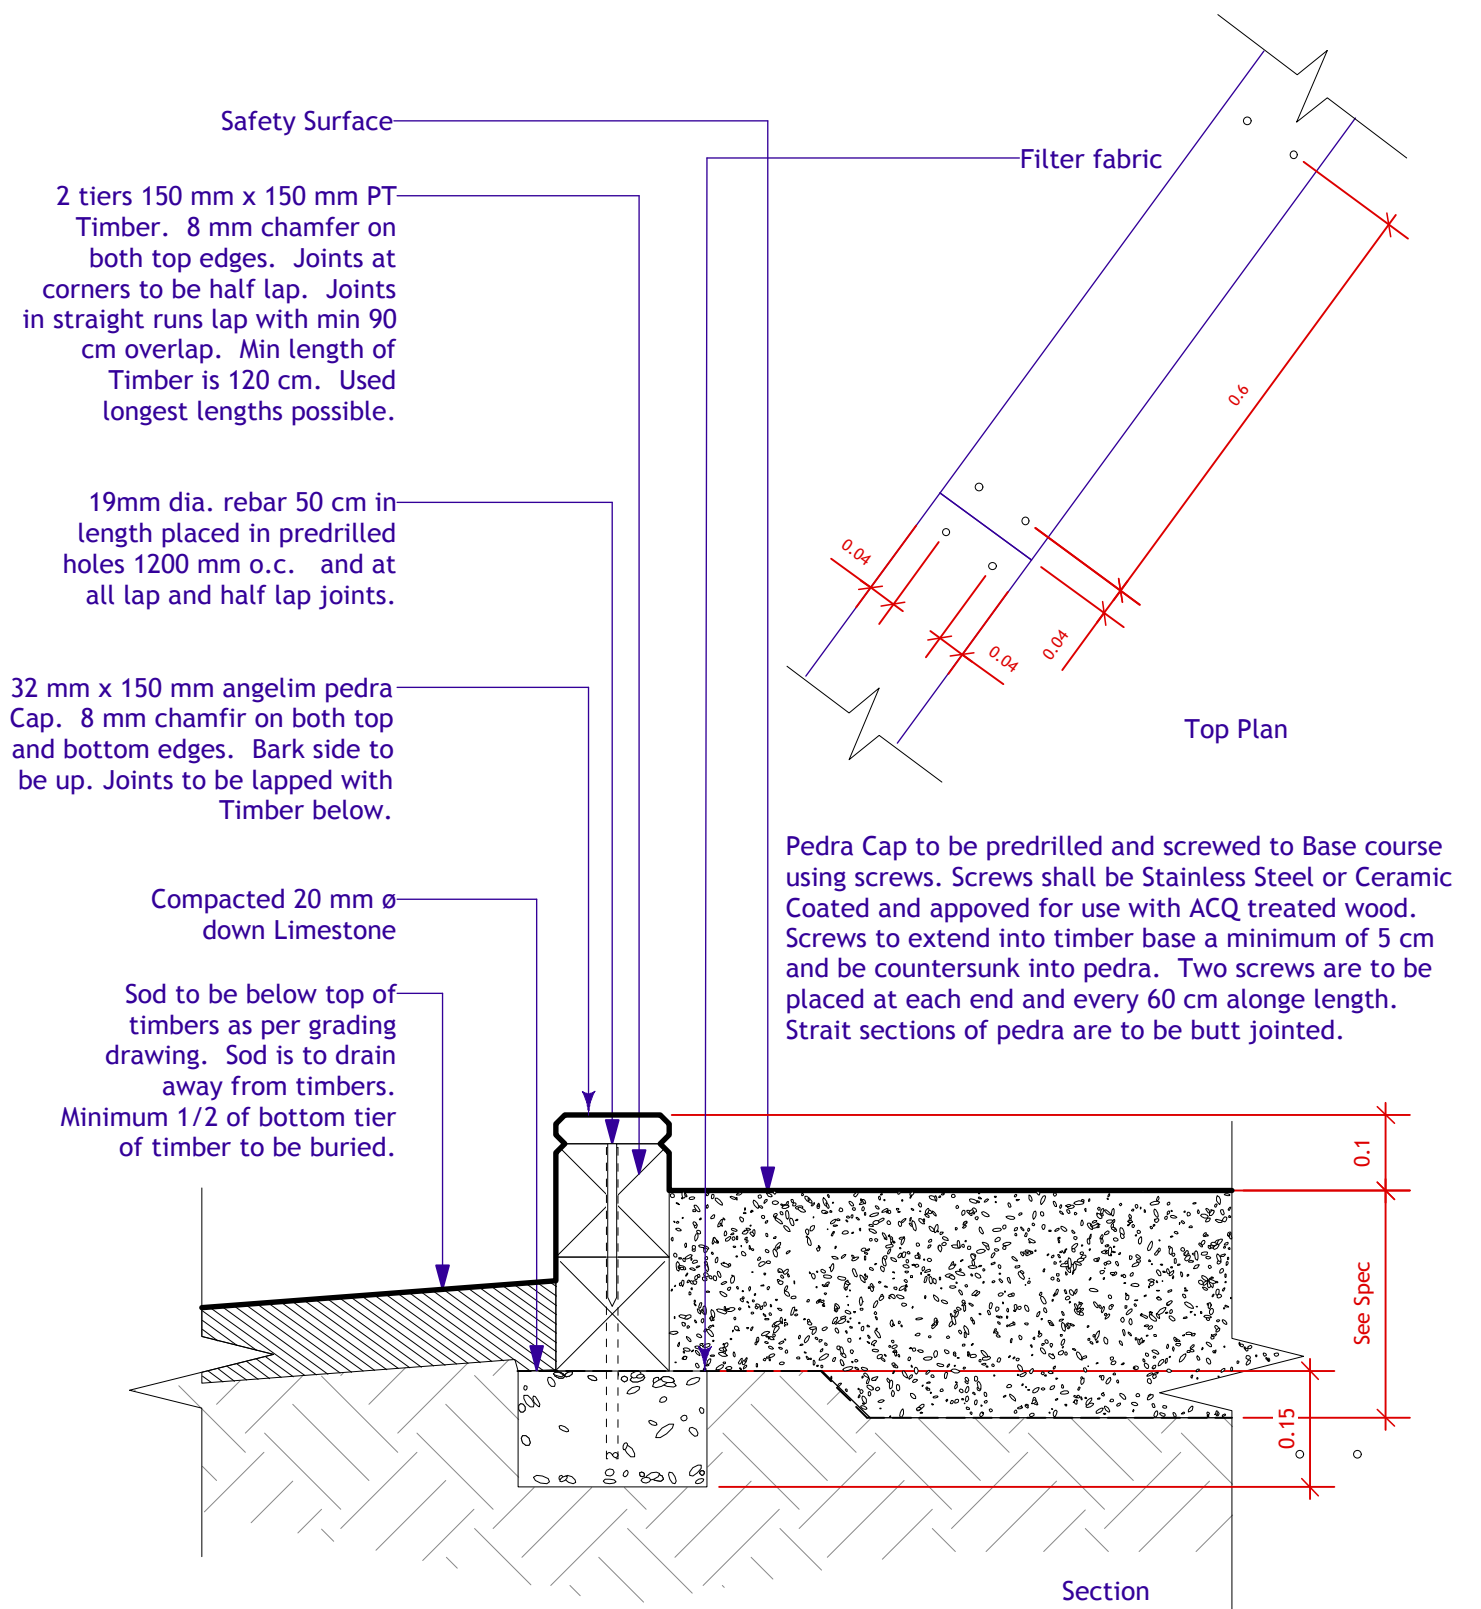 Safety Surface
Filter fabric
2 tiers 150 mm x 150 mm PT
Timber. 8 mm chamfer on
both top edges. Joints at
corners to be half lap. Joints
in straight runs lap with min 90
cm overlap. Min length of
Timber is 120 cm. Used
longest lengths possible.
19mm dia. rebar 50 cm in
length placed in predrilled
holes 1200 mm o.c. and at
all lap and half lap joints.
32 mm x 150 mm angelim pedra
Cap. 8 mm chamfir on both top
and bottom edges. Bark side to
be up. Joints to be lapped with
Timber below.
Compacted 20 mm ø
down Limestone
Sod to be below top of
timbers as per grading
drawing. Sod is to drain
away from timbers.
Minimum 1/2 of bottom tier
of timber to be buried.
0.6
0.04
0.04
0.04
Top Plan
Pedra Cap to be predrilled and screwed to Base course
using screws. Screws shall be Stainless Steel or Ceramic
Coated and appoved for use with ACQ treated wood.
Screws to extend into timber base a minimum of 5 cm
and be countersunk into pedra. Two screws are to be
placed at each end and every 60 cm alonge length.
Strait sections of pedra are to be butt jointed.
0.1
See Spec
0.15
Section